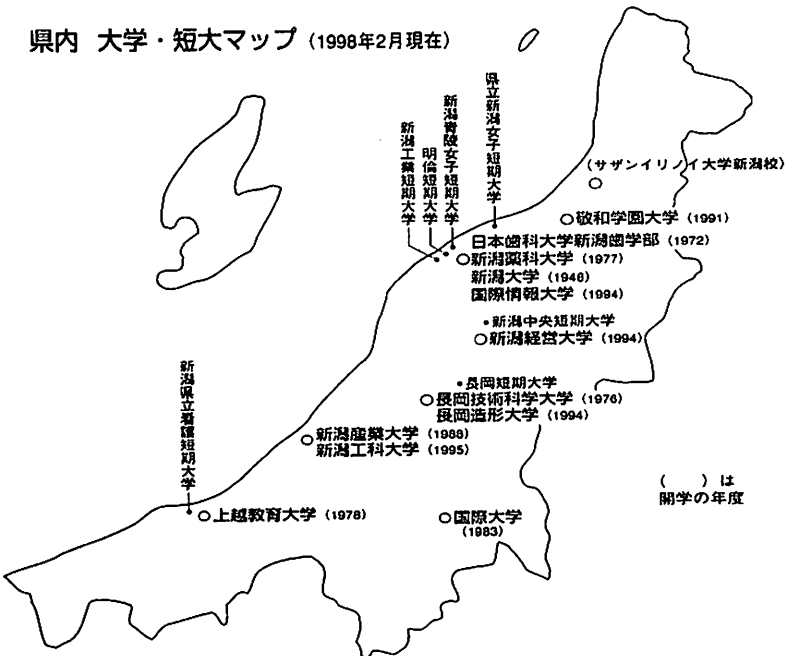 県内 大学・短大マップ（1998年2月現在）
県立新潟女子短期大学
新潟青陵女子短期大学
明倫短期大学
新潟工業短期大学
（サザンイリノイ大学新潟校）
敬和学園大学（1991）
日本歯科大学新潟歯学部（1972）
新潟薬科大学（1977）
新潟大学（1946）
国際情報大学（1994）
・新潟中央短期大学
新潟経営大学（1994）
・長岡短期大学
長岡技術科学大学（1976）
長岡造形大学（1994）
新潟産業大学（1988）
新潟工科大学（1995）
新潟県立看護短期大学
上越教育大学（1978）
国際大学
（1983）
（　　）は
開学の年度